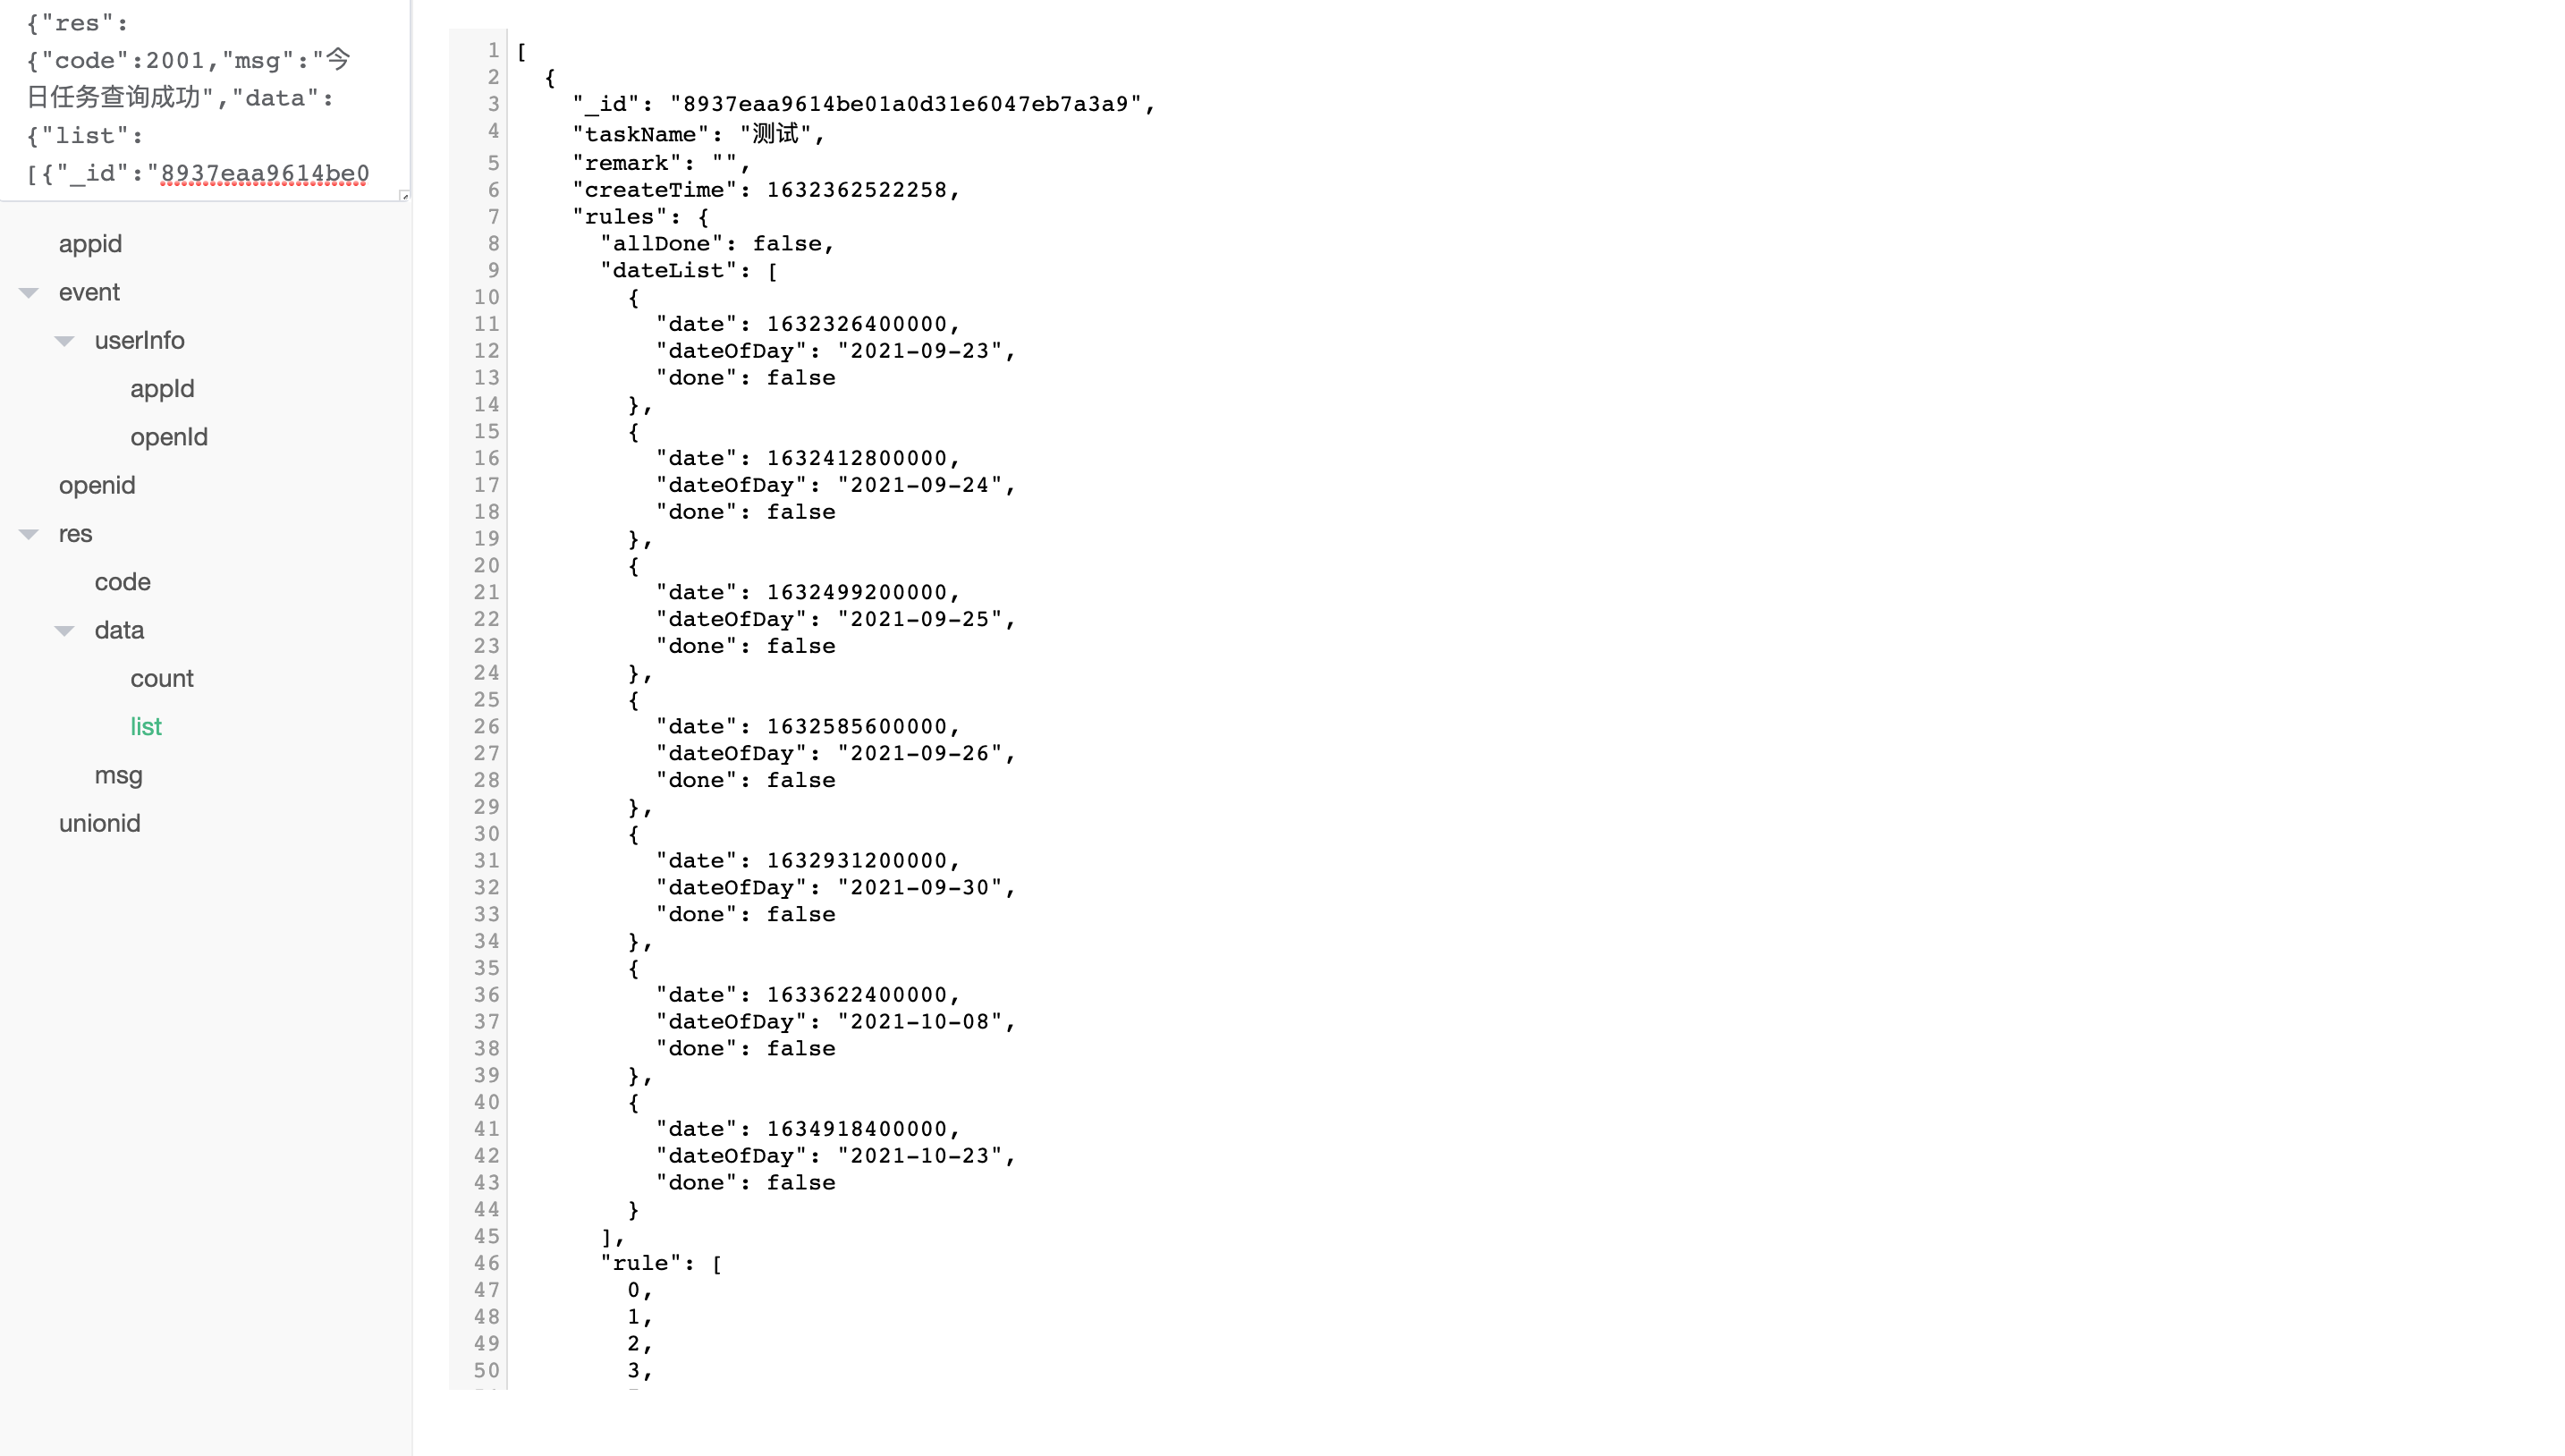 {"res":
{"code":2001,"msg":"今
日任务查询成功","data":
{"list":
[{"_id":"8937eaa9614be0
appid
event
userInfo
appId
openId
openid
res
code
data
count
list
msg
unionid
1 [
2 {
3 "_id": "8937eaa9614be01a0d31e6047eb7a3a9",
4 "taskName": "测试",
5 "remark": "",
6 "createTime": 1632362522258,
7 "rules": {
8 "allDone": false,
9 "dateList": [
10 {
11 "date": 1632326400000,
12 "dateOfDay": "2021-09-23",
13 "done": false
14 },
15 {
16 "date": 1632412800000,
17 "dateOfDay": "2021-09-24",
18 "done": false
19 },
20 {
21 "date": 1632499200000,
22 "dateOfDay": "2021-09-25",
23 "done": false
24 },
25 {
26 "date": 1632585600000,
27 "dateOfDay": "2021-09-26",
28 "done": false
29 },
30 {
31 "date": 1632931200000,
32 "dateOfDay": "2021-09-30",
33 "done": false
34 },
35 {
36 "date": 1633622400000,
37 "dateOfDay": "2021-10-08",
38 "done": false
39 },
40 {
41 "date": 1634918400000,
42 "dateOfDay": "2021-10-23",
43 "done": false
44 }
45 ],
46 "rule": [
47 0,
48 1,
49 2,
50 3,